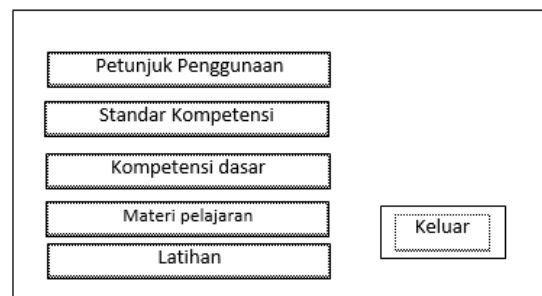 Petunjuk Penggunaan
Standar Kompetensi
Kompetensi dasar
Materi pelajaran
Keluar
Latihan